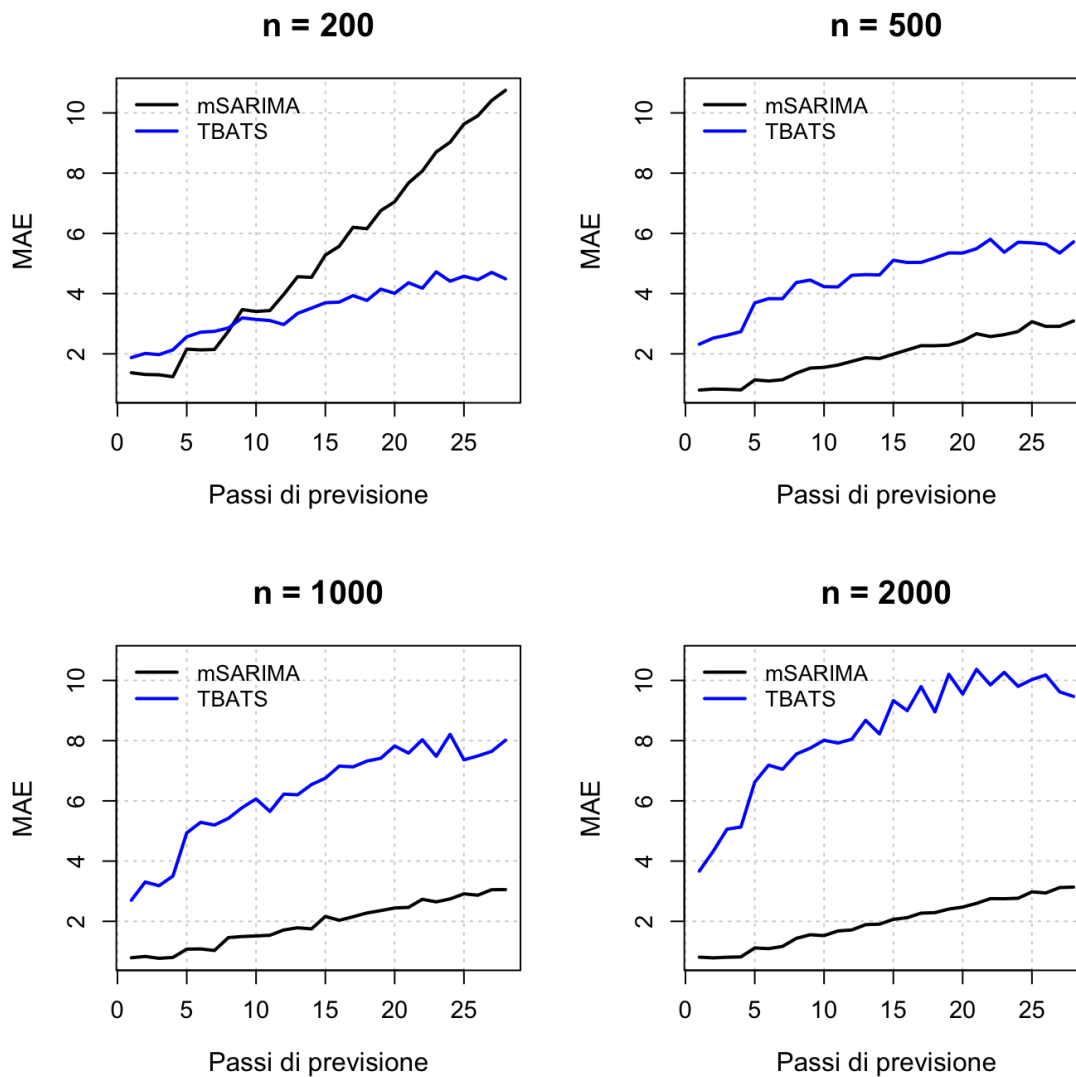 n = 200
mSARIMA
TBATS
MAE
10
8
6
4
2
0 5 10 15 20 25
Passi di previsione
n = 500
mSARIMA
TBATS
MAE
10
8
6
4
2
0 5 10 15 20 25
Passi di previsione
n = 1000
mSARIMA
TBATS
MAE
10
8
6
4
2
0 5 10 15 20 25
Passi di previsione
n = 2000
mSARIMA
TBATS
MAE
10
8
6
4
2
0 5 10 15 20 25
Passi di previsione